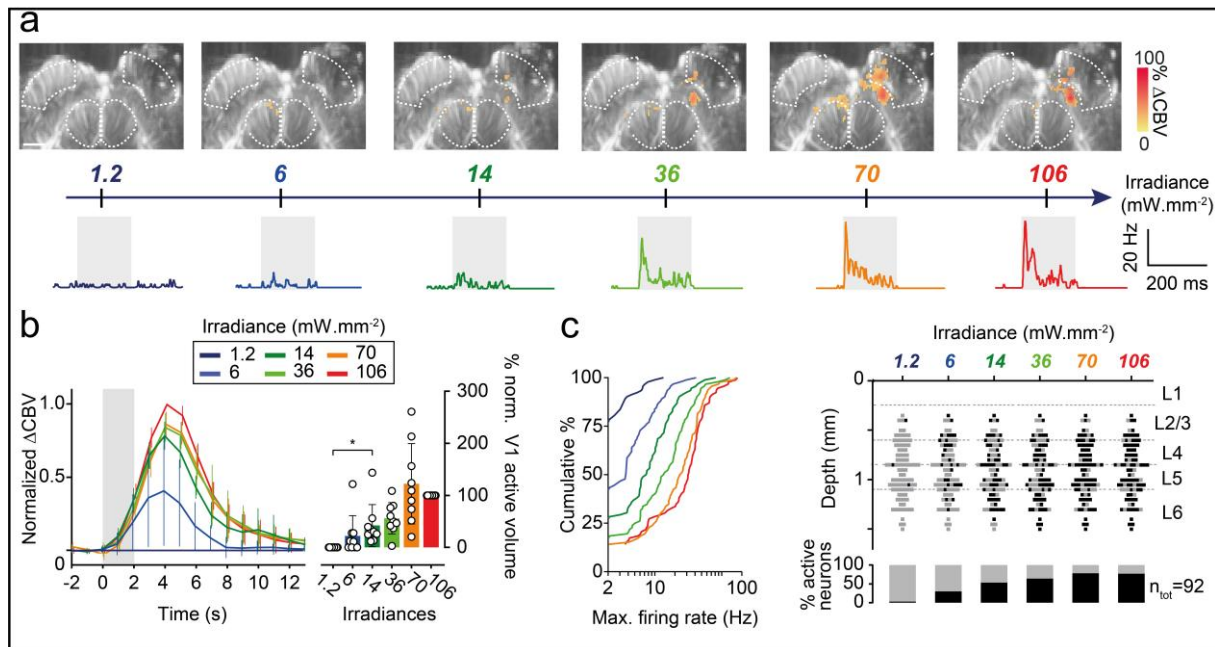 a
100
% ΔCBV
0
1.2 6 14 36 70 106
Irradiance
(mW.mm-2)
20 Hz
200 ms
b
Irradiance (mW.mm-2)
1.2 14 70
6 36 106
Normalized ΔCBV
1.0
0.5
0
-2 0 2 4 6 8 10 12
Time (s)
*
% norm. V1 active volume
300
200
100
0
1.2 6 14 36 70 106
Irradiances
c
Cumulative %
100
75
50
25
0
2 10 100
Max. firing rate (Hz)
Irradiance (mW.mm-2)
1.2 6 14 36 70 106
Depth (mm)
0
1
L1
L2/3
L4
L5
L6
% active
neurons
100
50
0
ntot=92